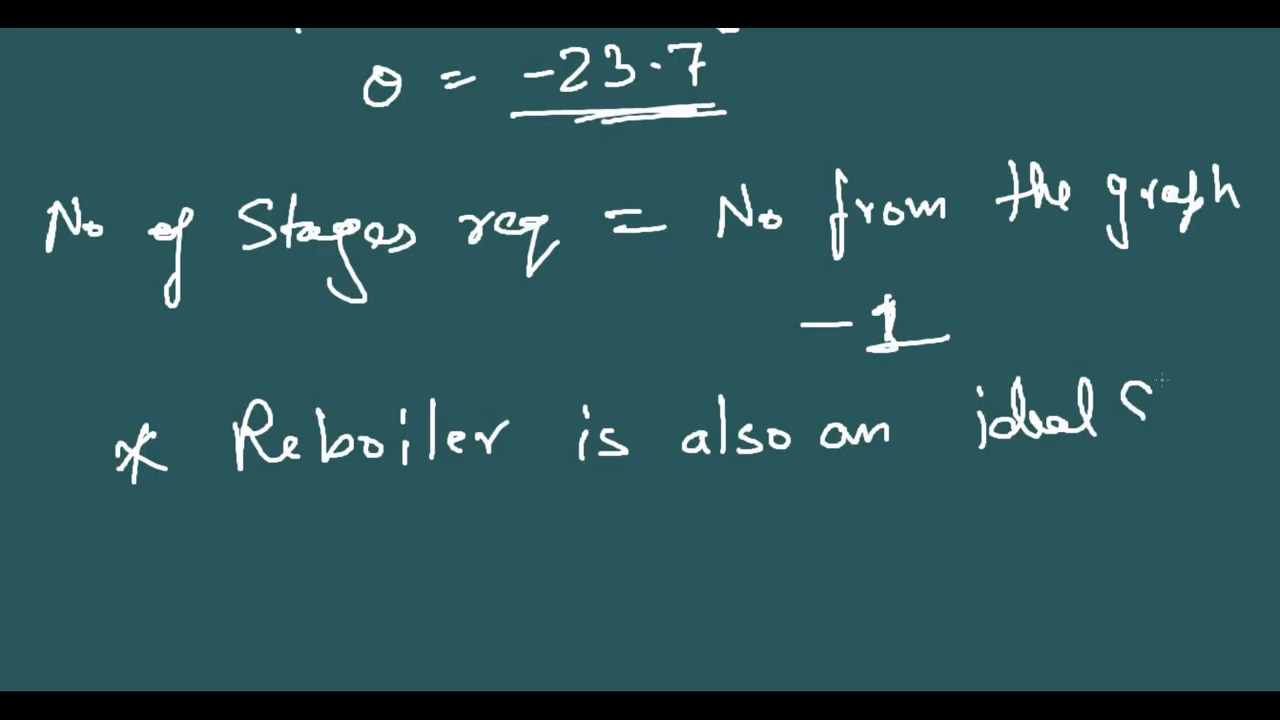 θ = -23.7
No of Stages req = No from the graph
- 1
* Reboiler is also an ideal S